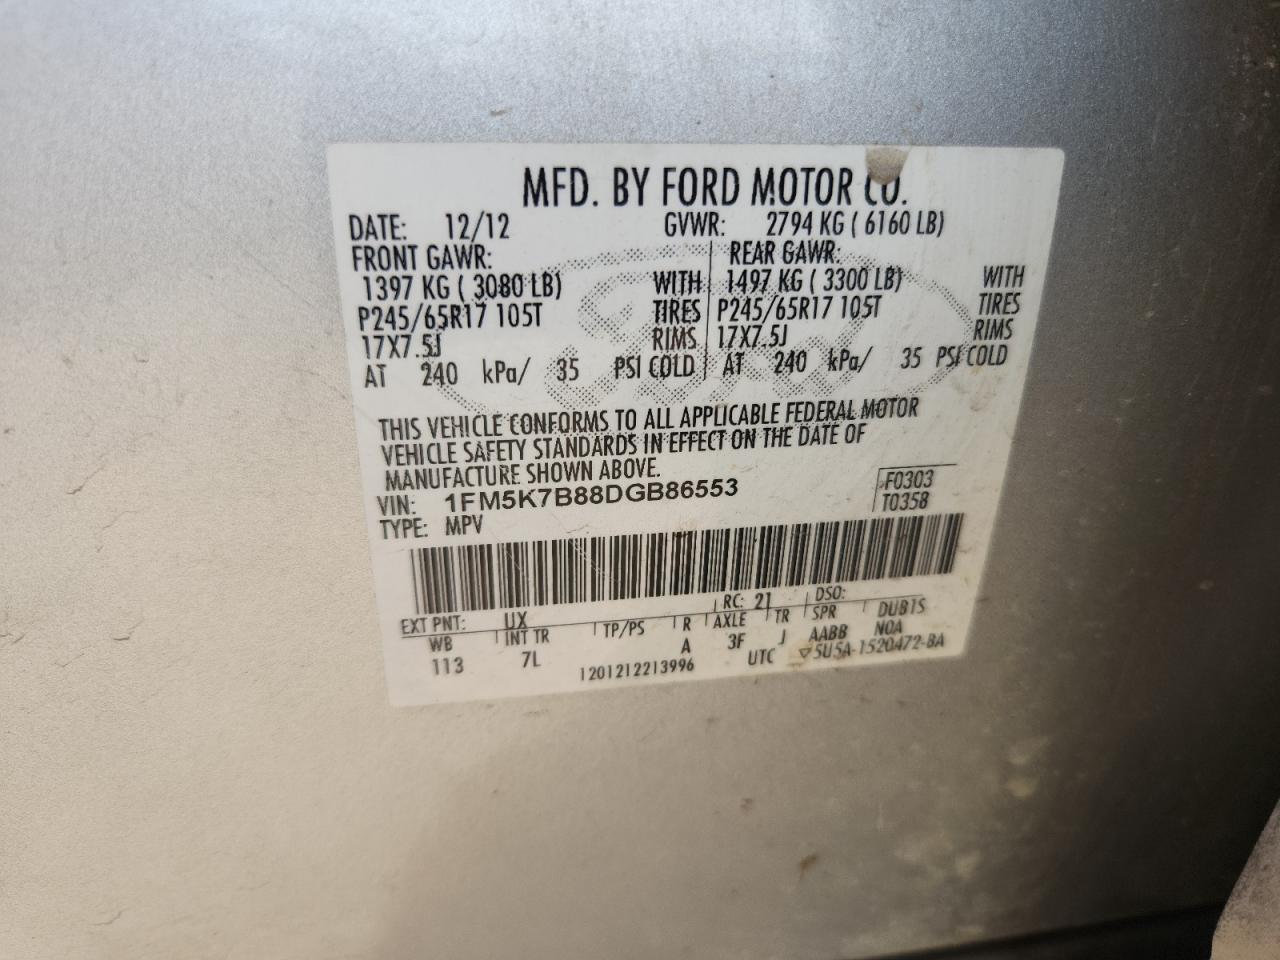 MFD. BY FORD MOTOR CO.
DATE: 12/12 GVWR: 2794 KG ( 6160 LB)
FRONT GAWR: REAR GAWR:
1397 KG ( 3080 LB) WITH 1497 KG ( 3300 LB) WITH
P245/65R17 105T TIRES P245/65R17 105T TIRES
17X7.5J RIMS 17X7.5J RIMS
AT 240 kPa/ 35 PSI COLD AT 240 kPa/ 35 PSI COLD
THIS VEHICLE CONFORMS TO ALL APPLICABLE FEDERAL MOTOR
VEHICLE SAFETY STANDARDS IN EFFECT ON THE DATE OF
MANUFACTURE SHOWN ABOVE.
VIN: 1FM5K7B88DGB86553 F0303
TYPE: MPV T0358
EXT PNT: UX RC: 21 DSO:
WB INT TR TP/PS R AXLE TR SPR DUBTS
113 7L A 3F J AABB NOA
1201212213996 UTC ▽5U5A-1520472-BA